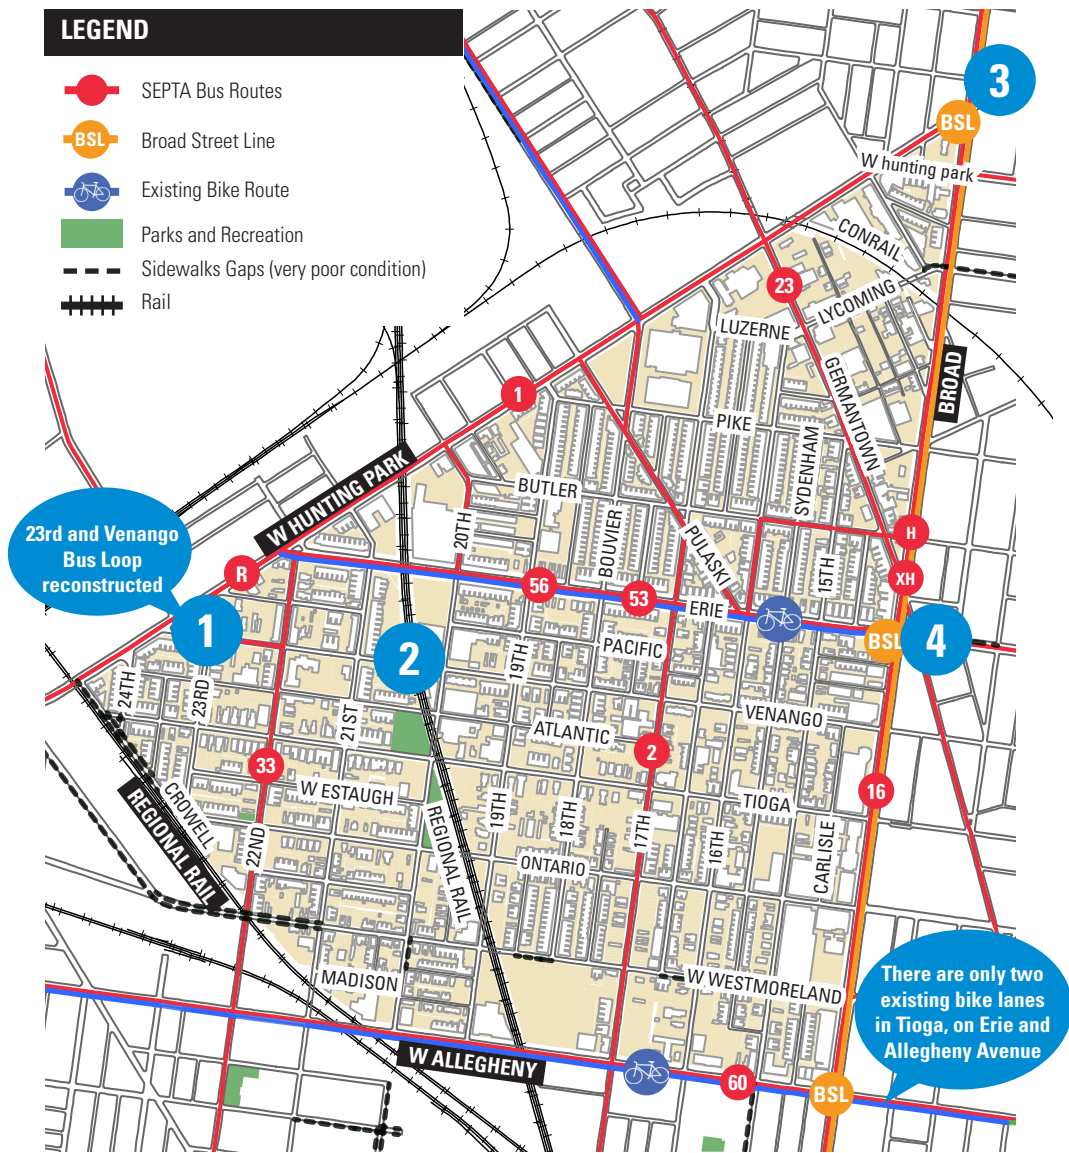 LEGEND
SEPTA Bus Routes
BSL
Broad Street Line
Existing Bike Route
Parks and Recreation
Sidewalks Gaps (very poor condition)
Rail
3
BSL
W hunting park
CONRAIL
23
LYCOMING
LUZERNE
GERMANTOWN
BROAD
1
PIKE
SYDENHAM
W HUNTING PARK
BUTLER
20TH
BOUVIER
PULASKI
15TH
H
XH
23rd and Venango
Bus Loop
reconstructed
R
56
53
ERIE
1
2
BSL
4
PACIFIC
19TH
24TH
23RD
21ST
ATLANTIC
VENANGO
2
33
16
CROWELL
REGIONAL RAIL
W ESTAUGH
22ND
REGIONAL RAIL
19TH
18TH
17TH
16TH
TIOGA
CARLISLE
ONTARIO
MADISON
W WESTMORELAND
There are only two
existing bike lanes
in Tioga, on Erie and
Allegheny Avenue
W ALLEGHENY
60
BSL